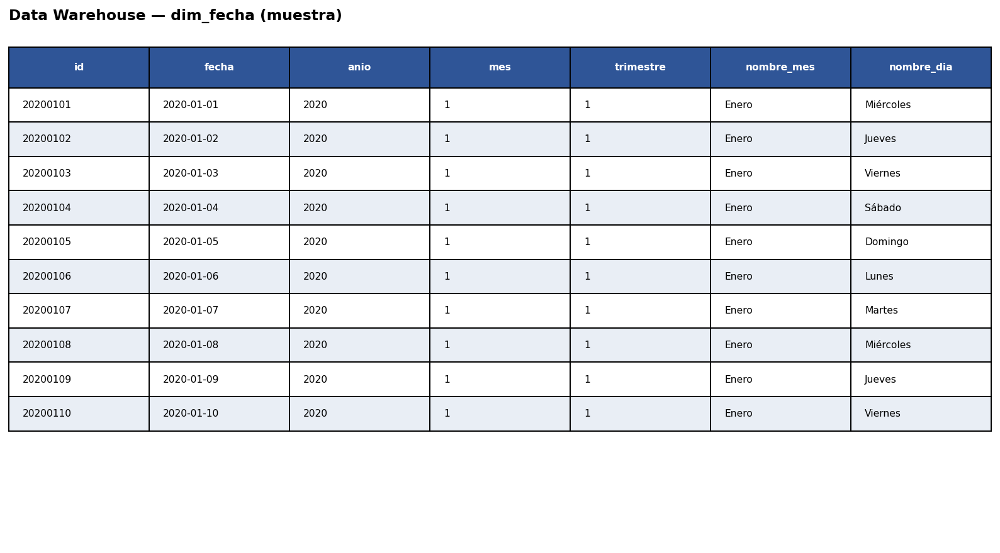 Data Warehouse — dim_fecha (muestra)
id fecha anio mes trimestre nombre_mes nombre_dia
20200101 2020-01-01 2020 1 1 Enero Miércoles
20200102 2020-01-02 2020 1 1 Enero Jueves
20200103 2020-01-03 2020 1 1 Enero Viernes
20200104 2020-01-04 2020 1 1 Enero Sábado
20200105 2020-01-05 2020 1 1 Enero Domingo
20200106 2020-01-06 2020 1 1 Enero Lunes
20200107 2020-01-07 2020 1 1 Enero Martes
20200108 2020-01-08 2020 1 1 Enero Miércoles
20200109 2020-01-09 2020 1 1 Enero Jueves
20200110 2020-01-10 2020 1 1 Enero Viernes